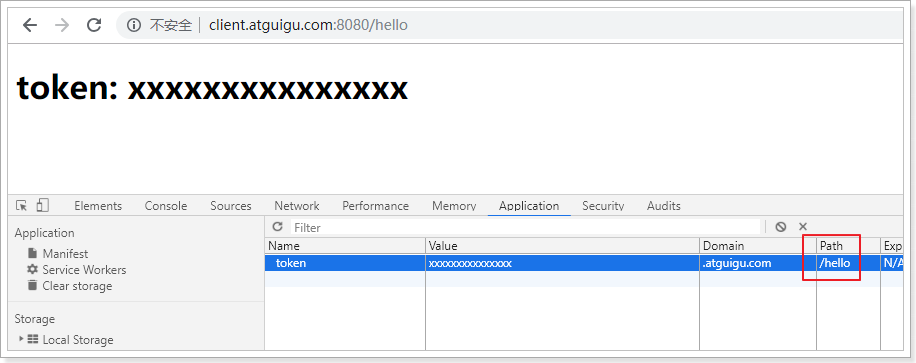 不安全 | client.atguigu.com:8080/hello
token: xxxxxxxxxxxxxxx
Elements Console Sources Network Performance Memory Application Security Audits
Application
Manifest
Service Workers
Clear storage
Storage
Local Storage
Filter
Name Value Domain Path Exp
token xxxxxxxxxxxxxxx .atguigu.com /hello N/A